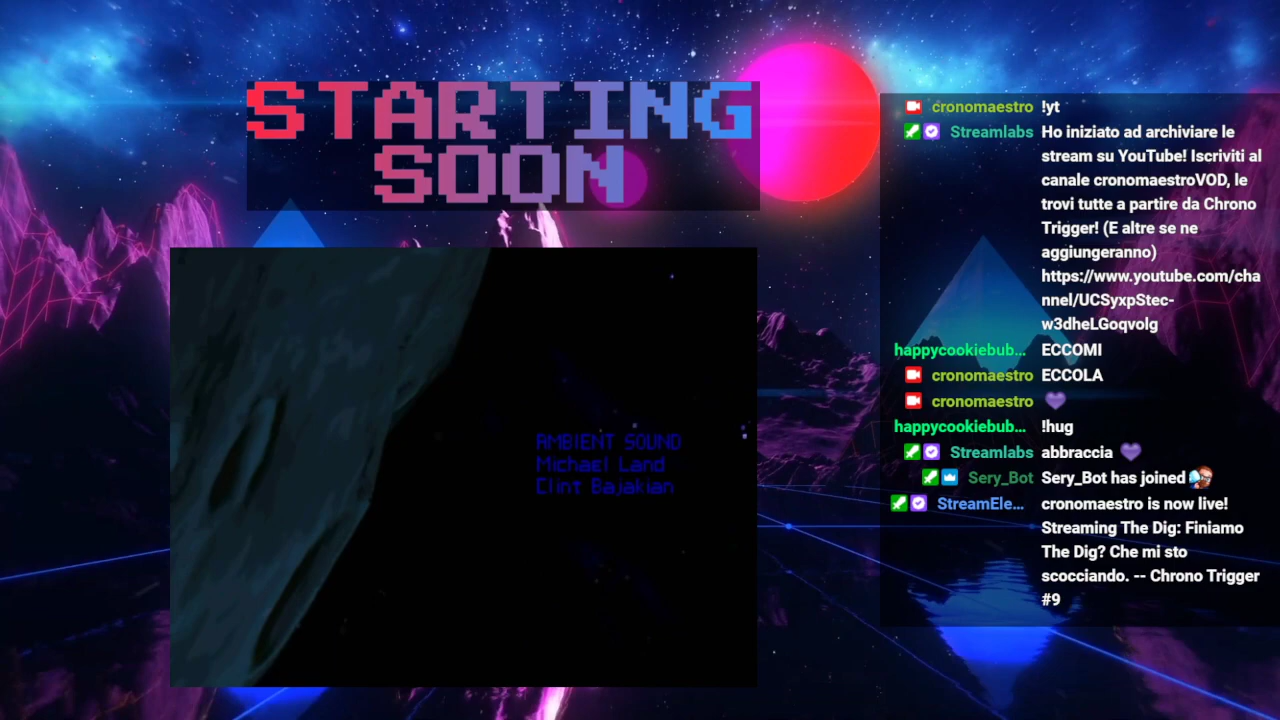 STARTING
SOON
AMBIENT SOUND
Michael Land
Clint Bajakian
cronomaestro !yt
Streamlabs Ho iniziato ad archiviare le
stream su YouTube! Iscriviti al
canale cronomaestroVOD, le
trovi tutte a partire da Chrono
Trigger! (E altre se ne
aggiungeranno)
https://www.youtube.com/cha
nnel/UCSyxpStec-
w3dheLGoqvolg
happycookiebub... ECCOMI
cronomaestro ECCOLA
cronomaestro
happycookiebub... !hug
Streamlabs abbraccia
Sery_Bot Sery_Bot has joined
StreamEle... cronomaestro is now live!
Streaming The Dig: Finiamo
The Dig? Che mi sto
scocciando. -- Chrono Trigger
#9